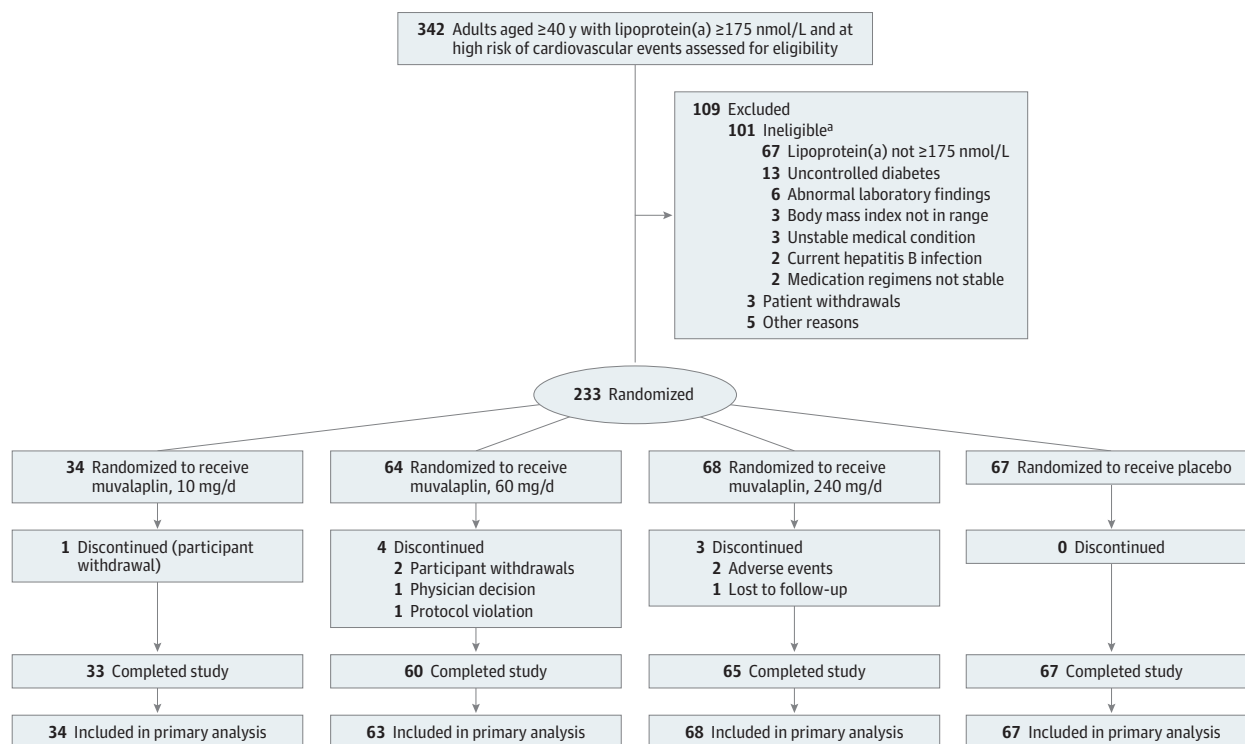 342 Adults aged ≥40 y with lipoprotein(a) ≥175 nmol/L and at
high risk of cardiovascular events assessed for eligibility
109 Excluded
101 Ineligibleª
67 Lipoprotein(a) not ≥175 nmol/L
13 Uncontrolled diabetes
6 Abnormal laboratory findings
3 Body mass index not in range
3 Unstable medical condition
2 Current hepatitis B infection
2 Medication regimens not stable
3 Patient withdrawals
5 Other reasons
233 Randomized
34 Randomized to receive
muvalaplin, 10 mg/d
64 Randomized to receive
muvalaplin, 60 mg/d
68 Randomized to receive
muvalaplin, 240 mg/d
67 Randomized to receive placebo
1 Discontinued (participant
withdrawal)
4 Discontinued
2 Participant withdrawals
1 Physician decision
1 Protocol violation
3 Discontinued
2 Adverse events
1 Lost to follow-up
0 Discontinued
33 Completed study
60 Completed study
65 Completed study
67 Completed study
34 Included in primary analysis
63 Included in primary analysis
68 Included in primary analysis
67 Included in primary analysis